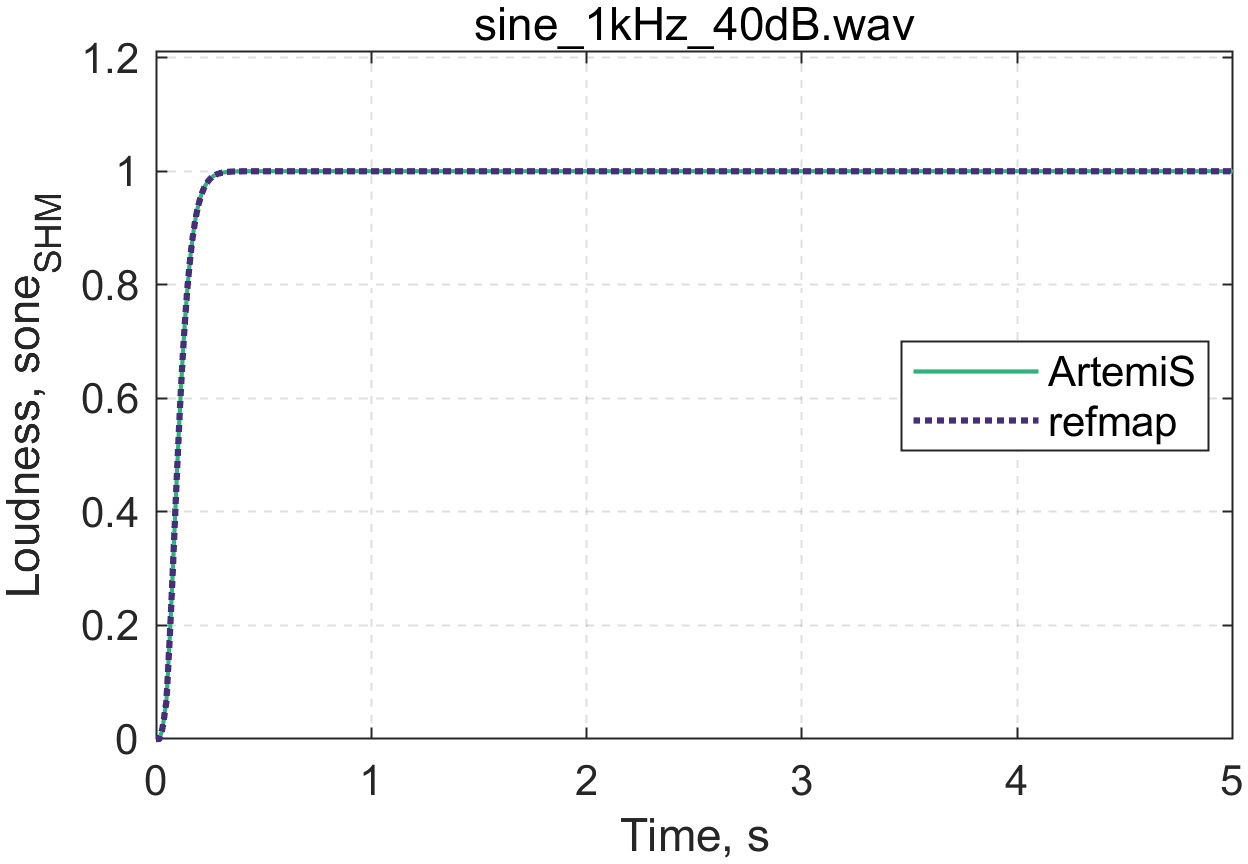 sine_1kHz_40dB.wav
Loudness, sone_SHM
1.2
1
0.8
0.6
0.4
0.2
0
ArtemiS
refmap
0 1 2 3 4 5
Time, s